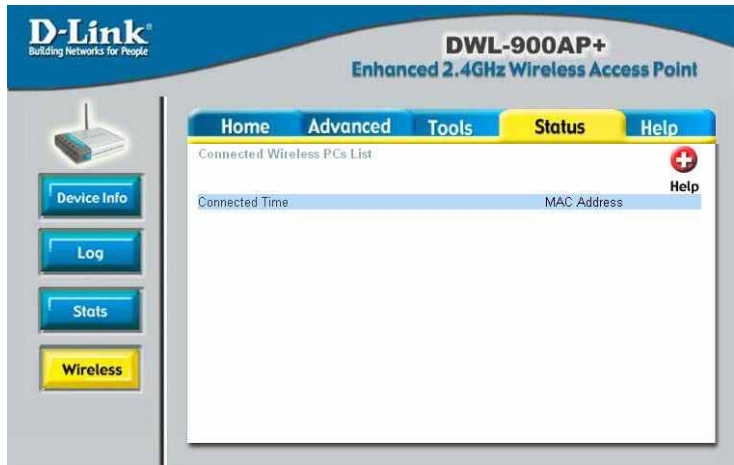 D-Link®
Building Networks for People
DWL-900AP+
Enhanced 2.4GHz Wireless Access Point
Home Advanced Tools Status Help
Connected Wireless PCs List
Help
Connected Time MAC Address
Device Info
Log
Stats
Wireless